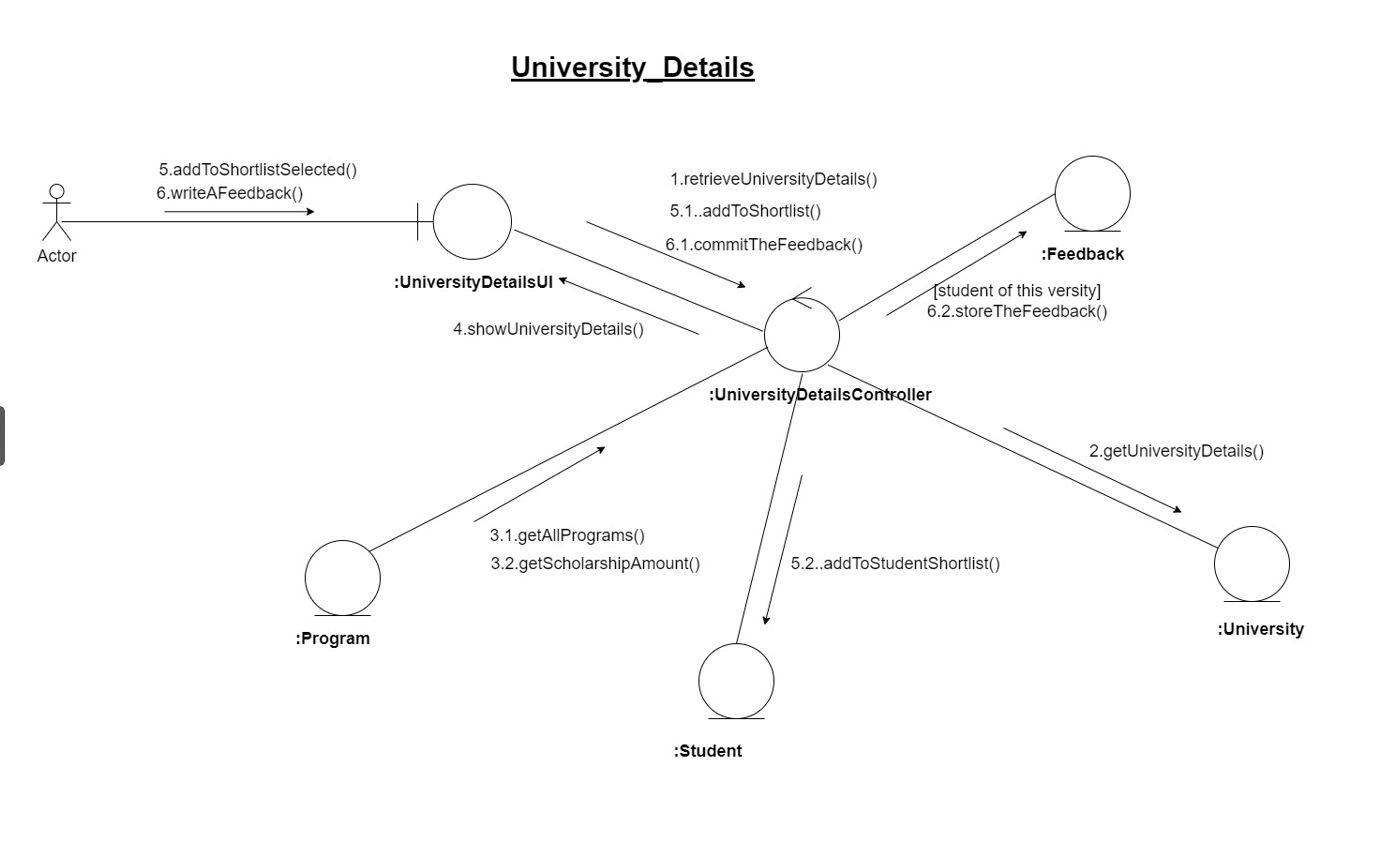 University_Details
5.addToShortlistSelected()
6.writeAFeedback()
Actor
:UniversityDetailsUI
1.retrieveUniversityDetails()
5.1..addToShortlist()
6.1.commitTheFeedback()
4.showUniversityDetails()
:Feedback
[student of this versity]
6.2.storeTheFeedback()
:UniversityDetailsController
2.getUniversityDetails()
3.1.getAllPrograms()
3.2.getScholarshipAmount()
5.2..addToStudentShortlist()
:Program
:University
:Student